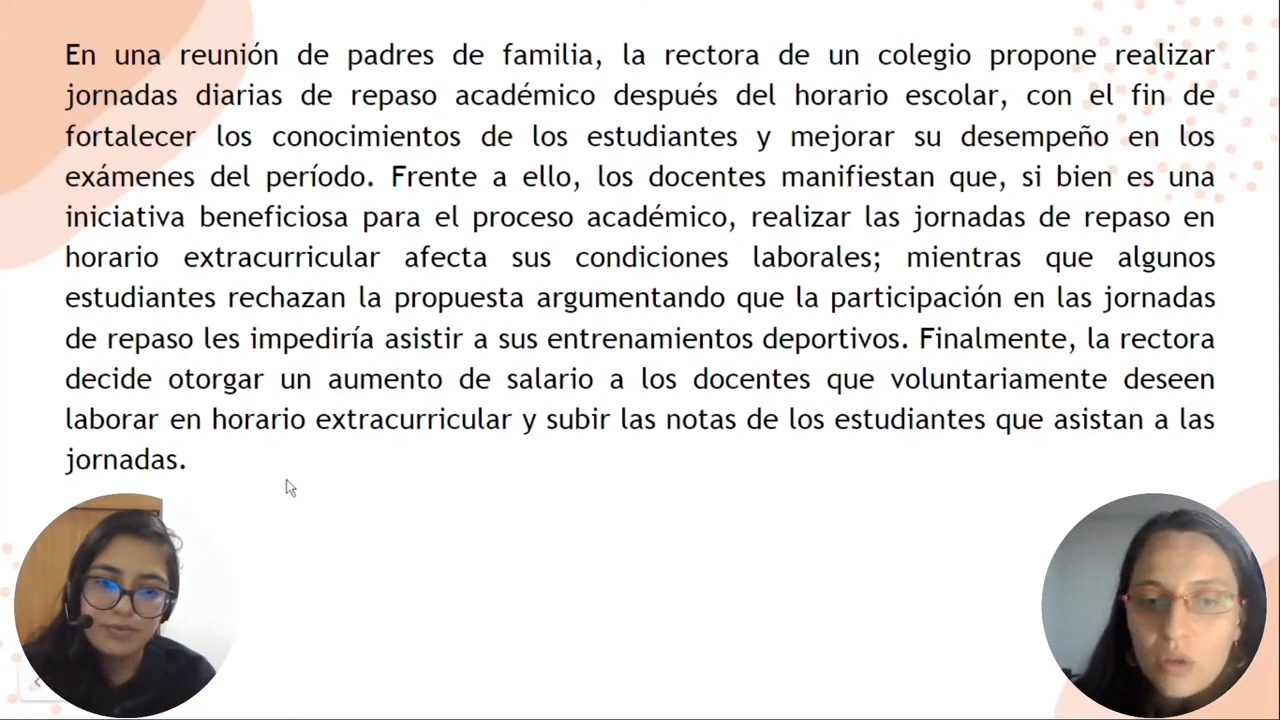 En una reunión de padres de familia, la rectora de un colegio propone realizar
jornadas diarias de repaso académico después del horario escolar, con el fin de
fortalecer los conocimientos de los estudiantes y mejorar su desempeño en los
exámenes del período. Frente a ello, los docentes manifiestan que, si bien es una
iniciativa beneficiosa para el proceso académico, realizar las jornadas de repaso en
horario extracurricular afecta sus condiciones laborales; mientras que algunos
estudiantes rechazan la propuesta argumentando que la participación en las jornadas
de repaso les impediría asistir a sus entrenamientos deportivos. Finalmente, la rectora
decide otorgar un aumento de salario a los docentes que voluntariamente deseen
laborar en horario extracurricular y subir las notas de los estudiantes que asistan a las
jornadas.